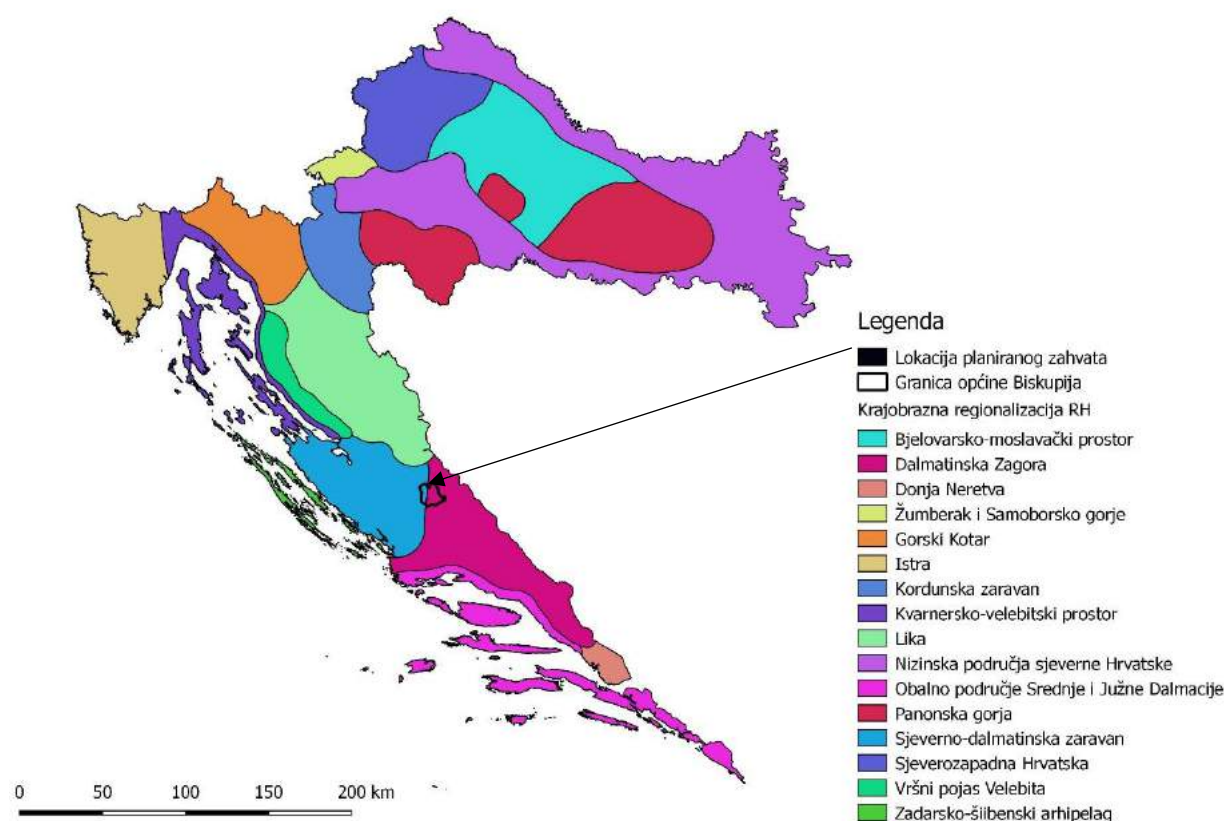 Legenda
Lokacija planiranog zahvata
Granica općine Biskupija
Krajobrazna regionalizacija RH
Bjelovarsko-moslavački prostor
Dalmatinska Zagora
Donja Neretva
Žumberak i Samoborsko gorje
Gorski Kotar
Istra
Kordunska zaravan
Kvarnersko-velebitski prostor
Lika
Nizinska područja sjeverne Hrvatske
Obalno područje Srednje i Južne Dalmacije
Panonska gorja
Sjeverno-dalmatinska zaravan
Sjeverozapadna Hrvatska
Vršni pojas Velebita
Zadarsko-šiibenski arhipelag
0 50 100 150 200 km